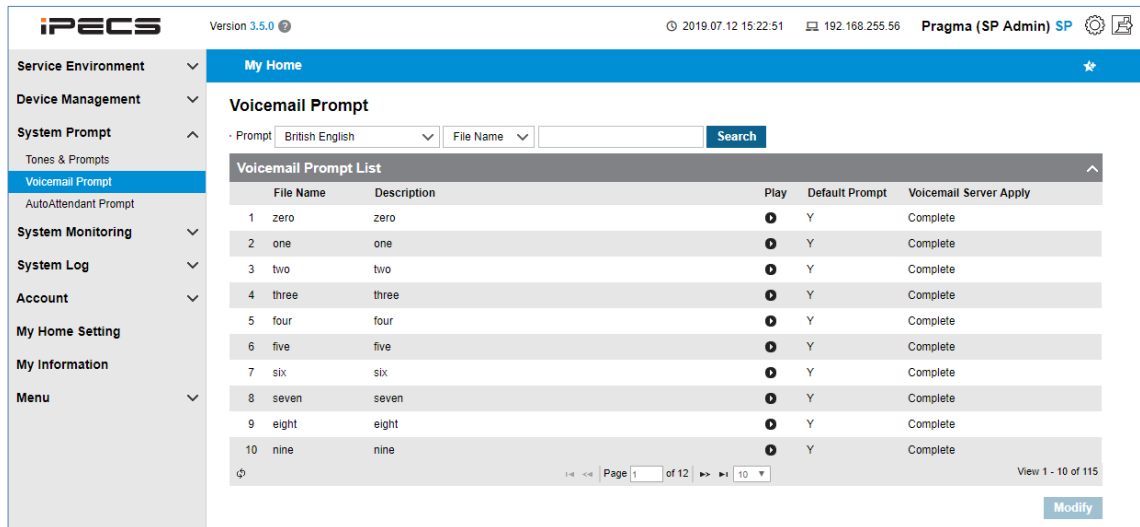 iPECS Version 3.5.0 ? 2019.07.12 15:22:51 192.168.255.56 Pragma (SP Admin) SP
Service Environment
Device Management
System Prompt
Tones & Prompts
Voicemail Prompt
AutoAttendant Prompt
System Monitoring
System Log
Account
My Home Setting
My Information
Menu
My Home
Voicemail Prompt
· Prompt British English File Name Search
Voicemail Prompt List
File Name Description Play Default Prompt Voicemail Server Apply
1 zero zero Y Complete
2 one one Y Complete
3 two two Y Complete
4 three three Y Complete
5 four four Y Complete
6 five five Y Complete
7 six six Y Complete
8 seven seven Y Complete
9 eight eight Y Complete
10 nine nine Y Complete
Page 1 of 12 10 View 1 - 10 of 115
Modify